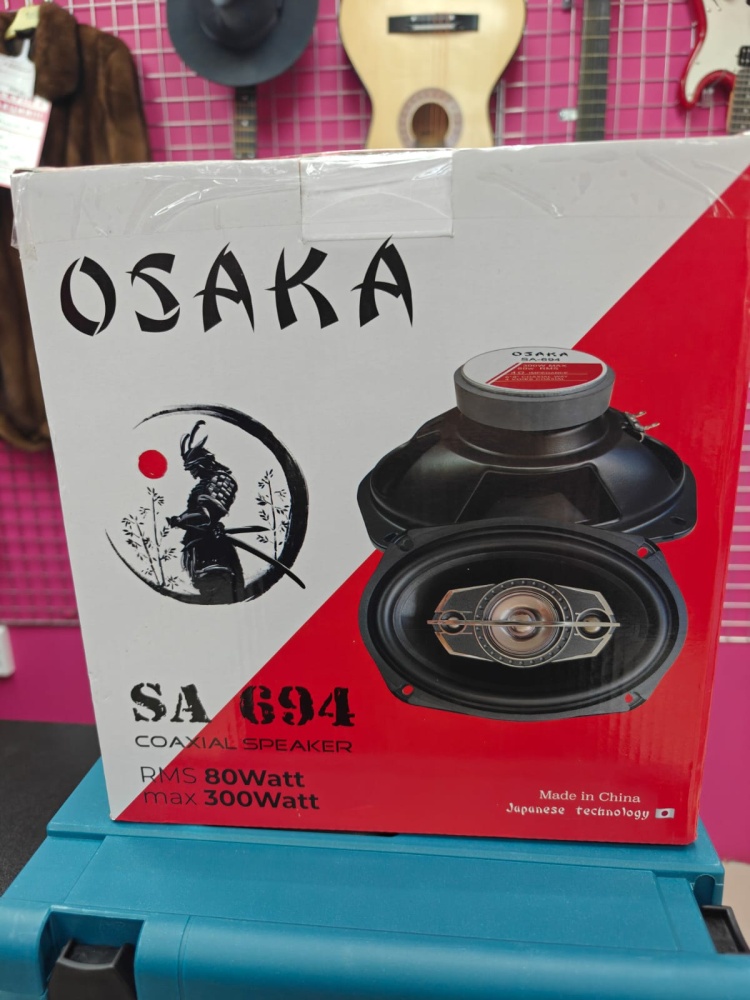 OSAKA
OSAKA
SA-694
SA 694
COAXIAL SPEAKER
RMS 80Watt
max 300Watt
Made in China
Japanese technology